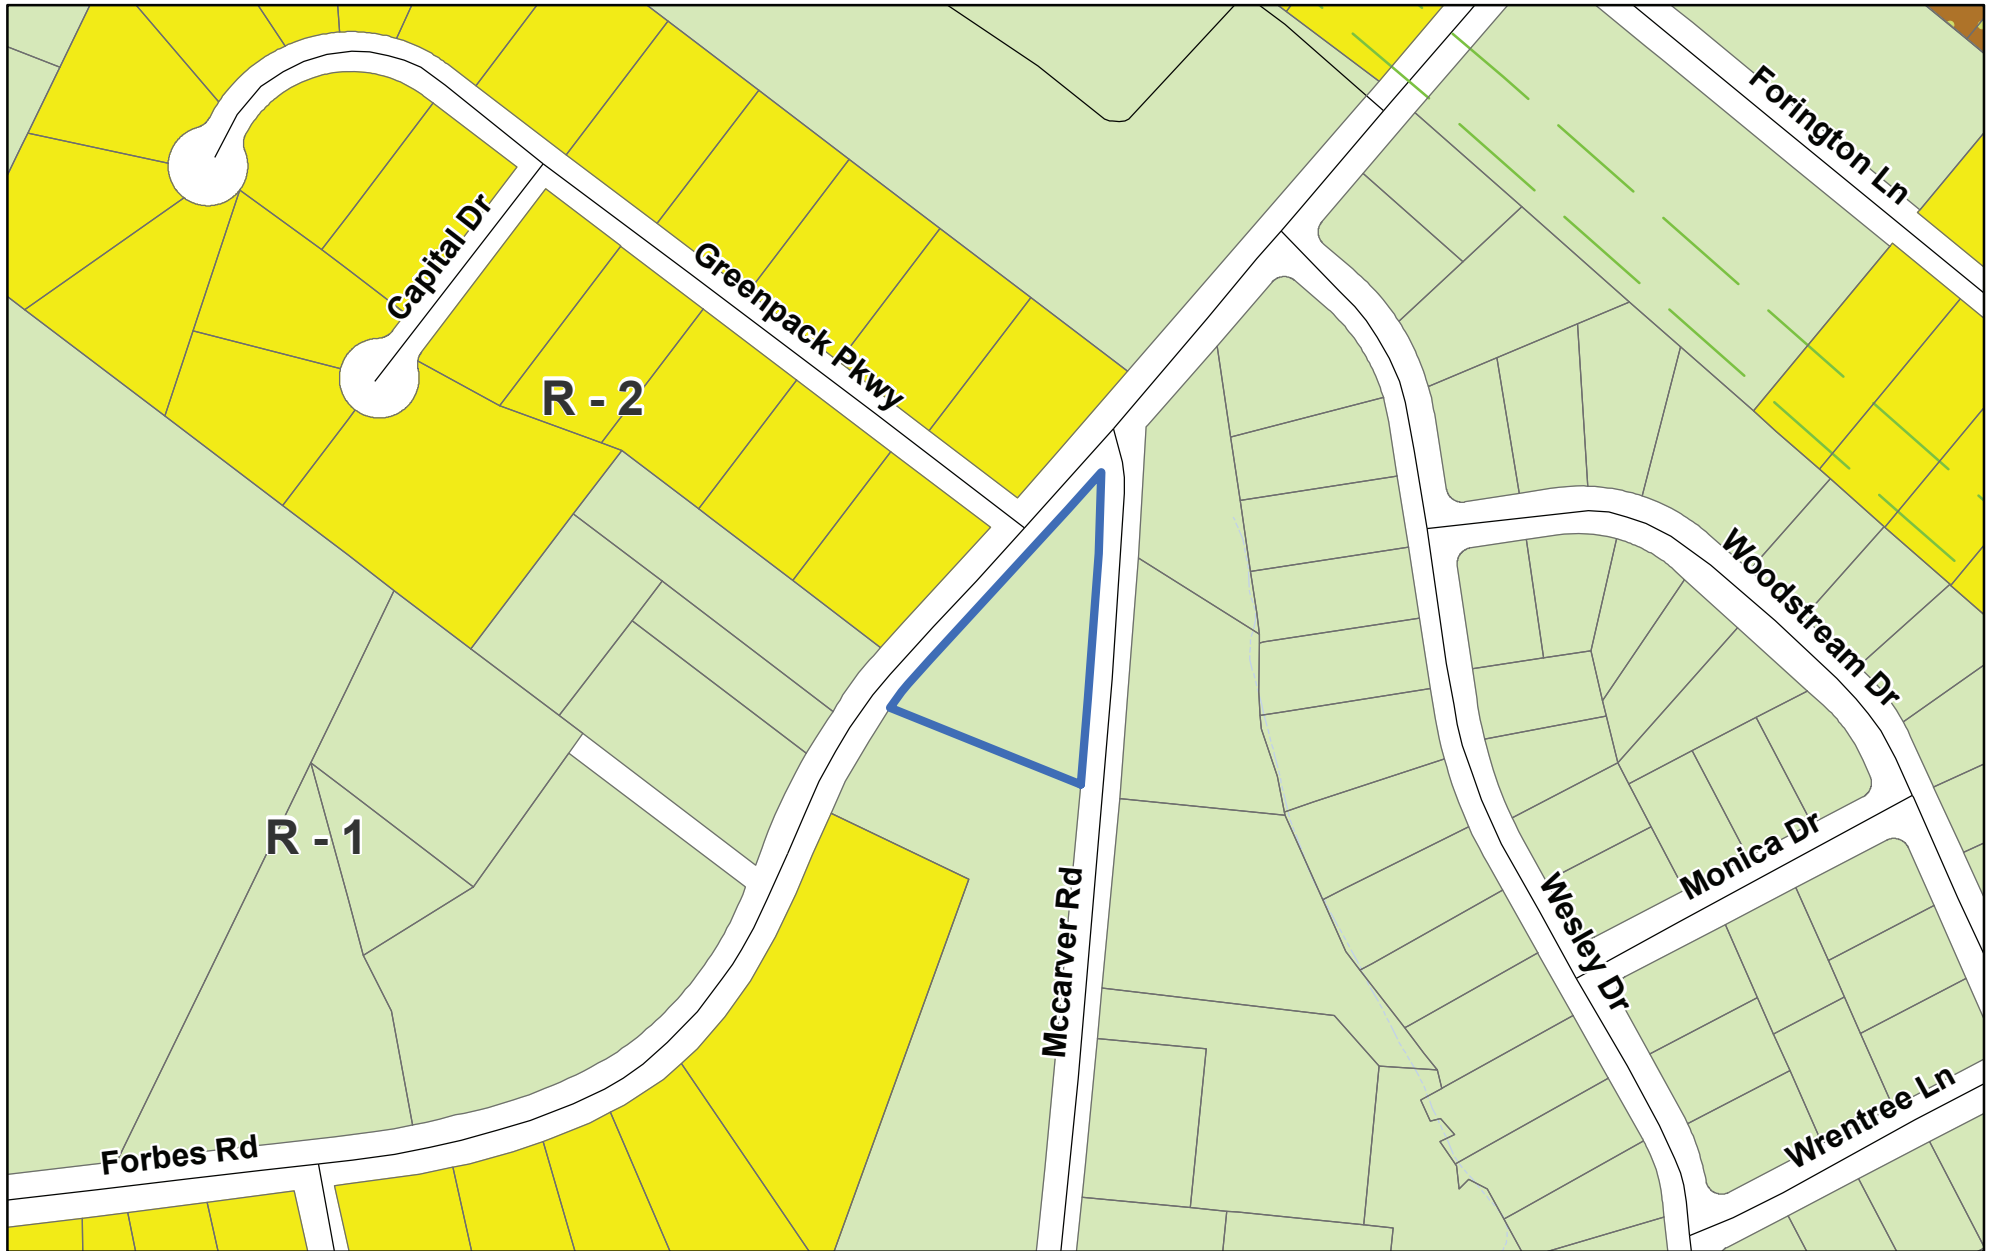 Forington Ln
Capital Dr
Greenpack Pkwy
R - 2
Woodstream Dr
R - 1
Monica Dr
Mccarver Rd
Wesley Dr
Forbes Rd
Wrentree Ln